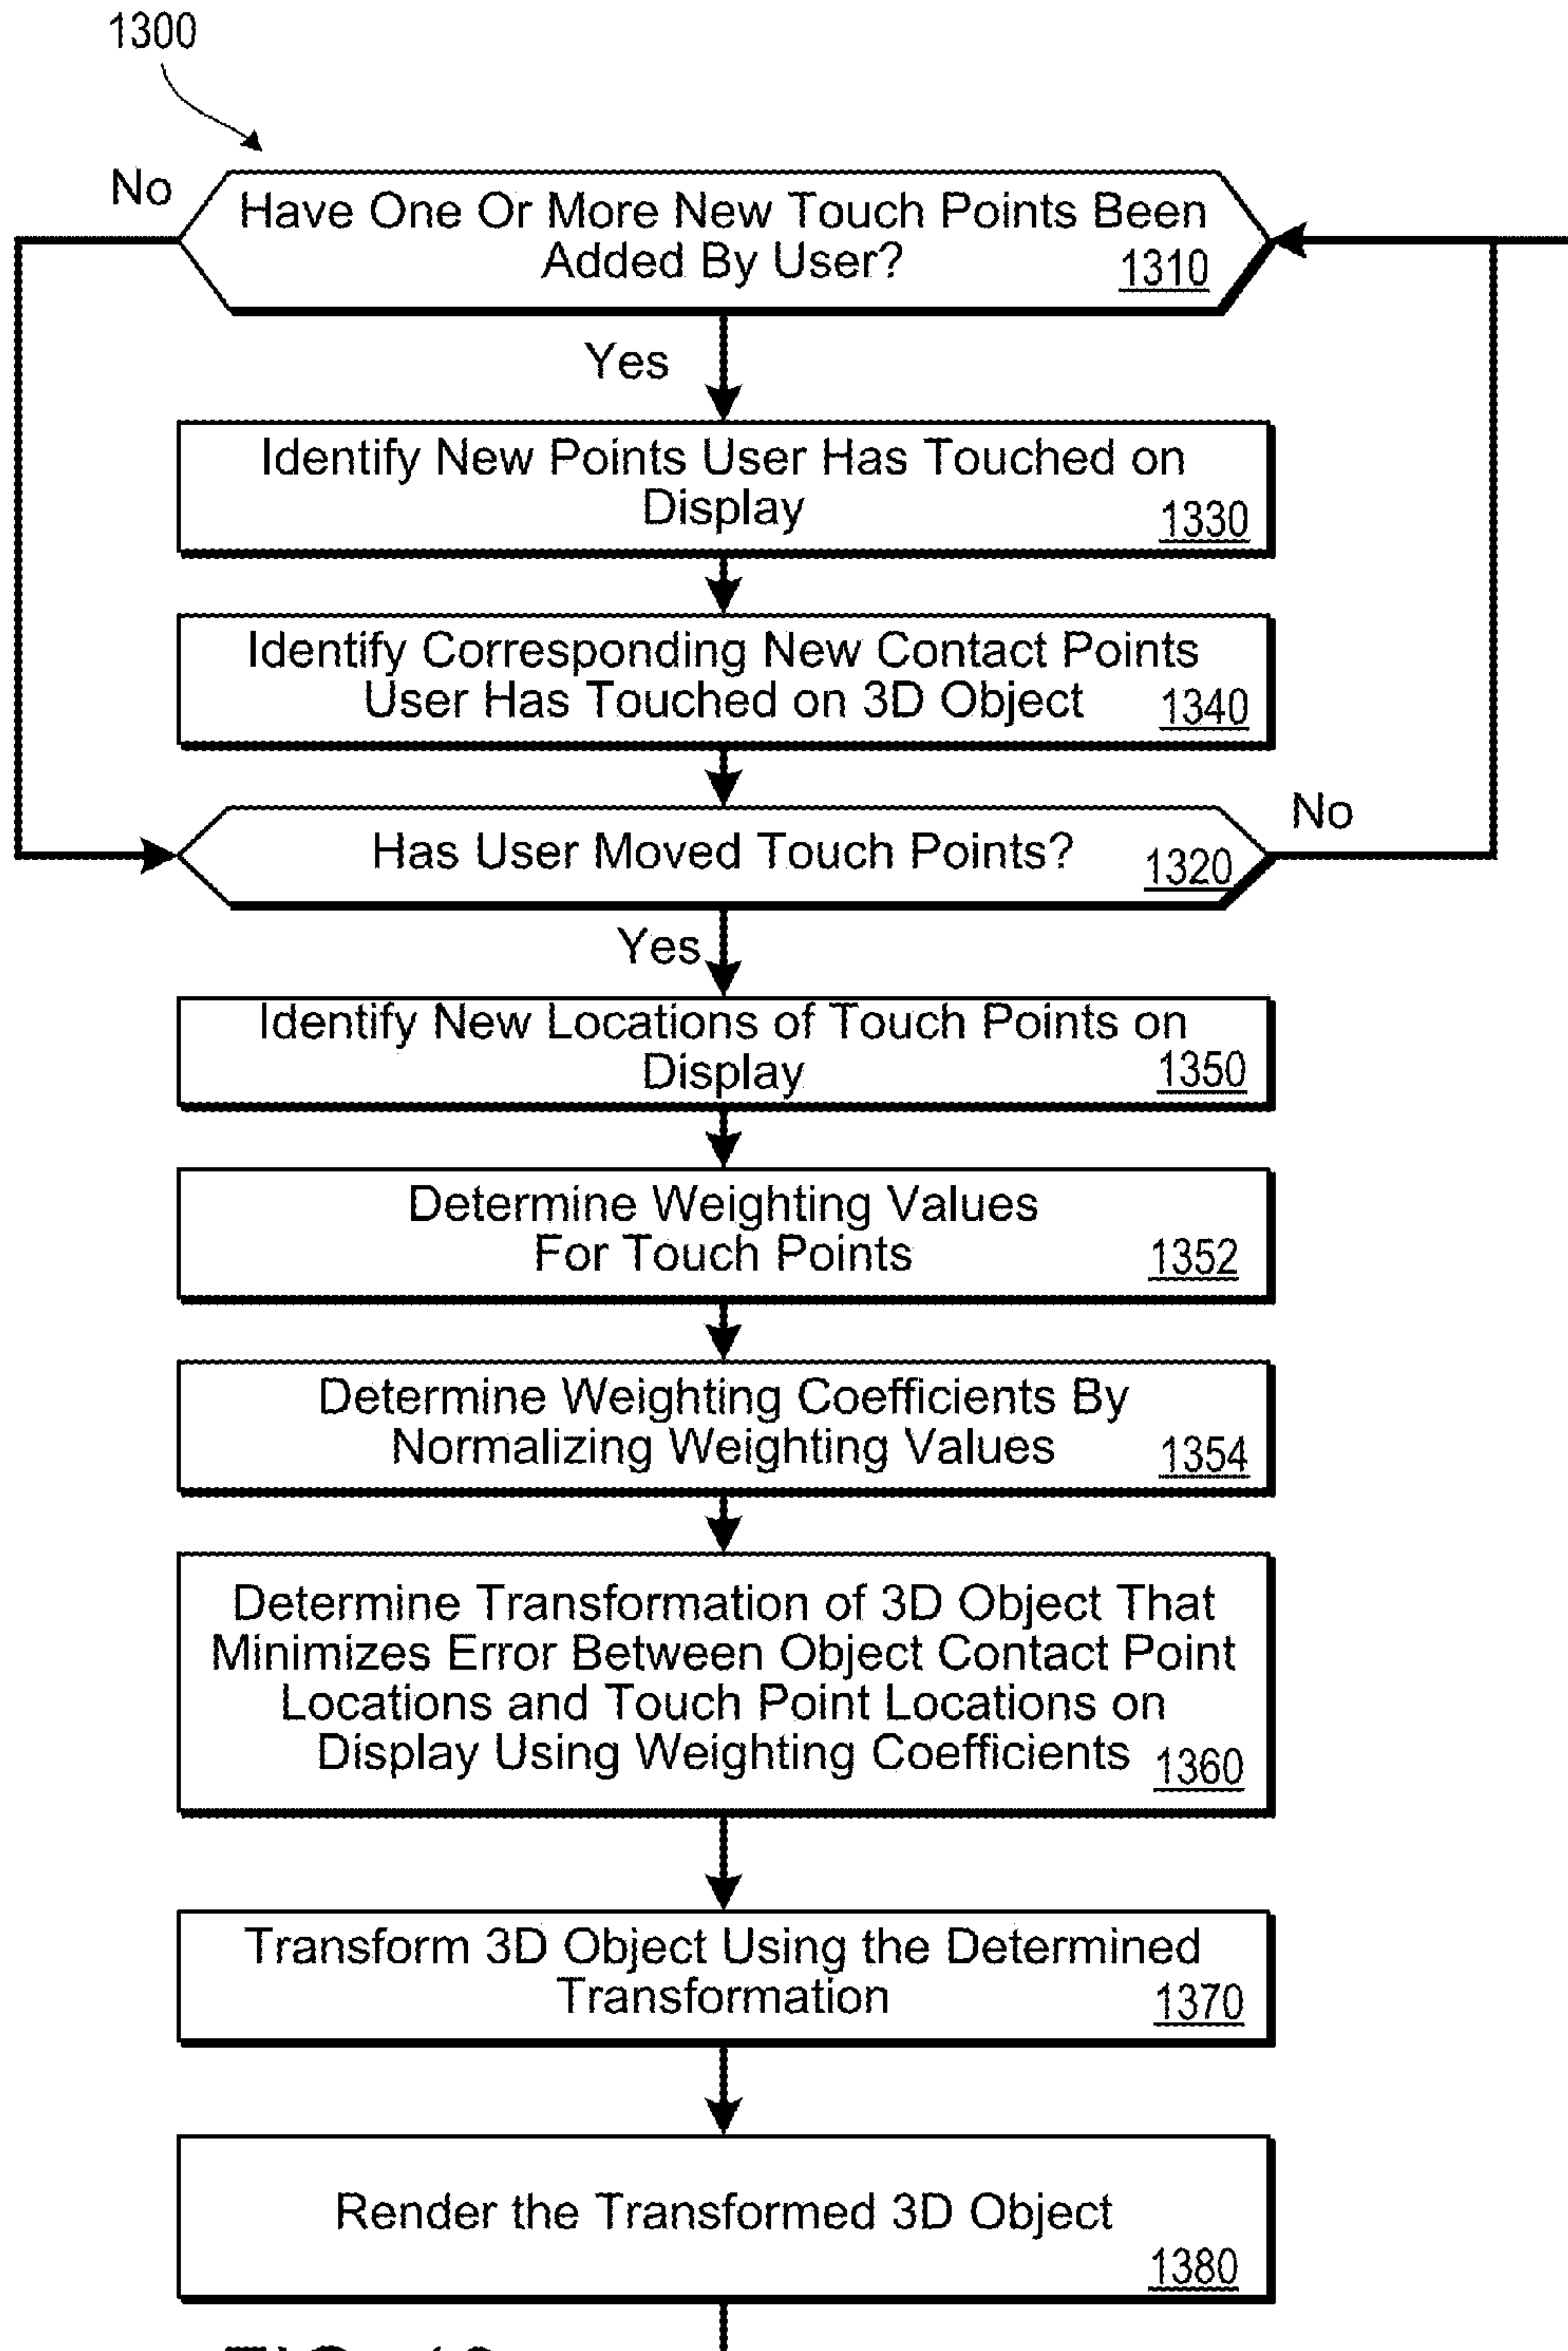 1300
No
Have One Or More New Touch Points Been
Added By User?
1310
Yes
Identify New Points User Has Touched on
Display
1330
Identify Corresponding New Contact Points
User Has Touched on 3D Object
1340
No
Has User Moved Touch Points?
1320
Yes
Identify New Locations of Touch Points on
Display
1350
Determine Weighting Values
For Touch Points
1352
Determine Weighting Coefficients By
Normalizing Weighting Values
1354
Determine Transformation of 3D Object That
Minimizes Error Between Object Contact Point
Locations and Touch Point Locations on
Display Using Weighting Coefficients
1360
Transform 3D Object Using the Determined
Transformation
1370
Render the Transformed 3D Object
1380